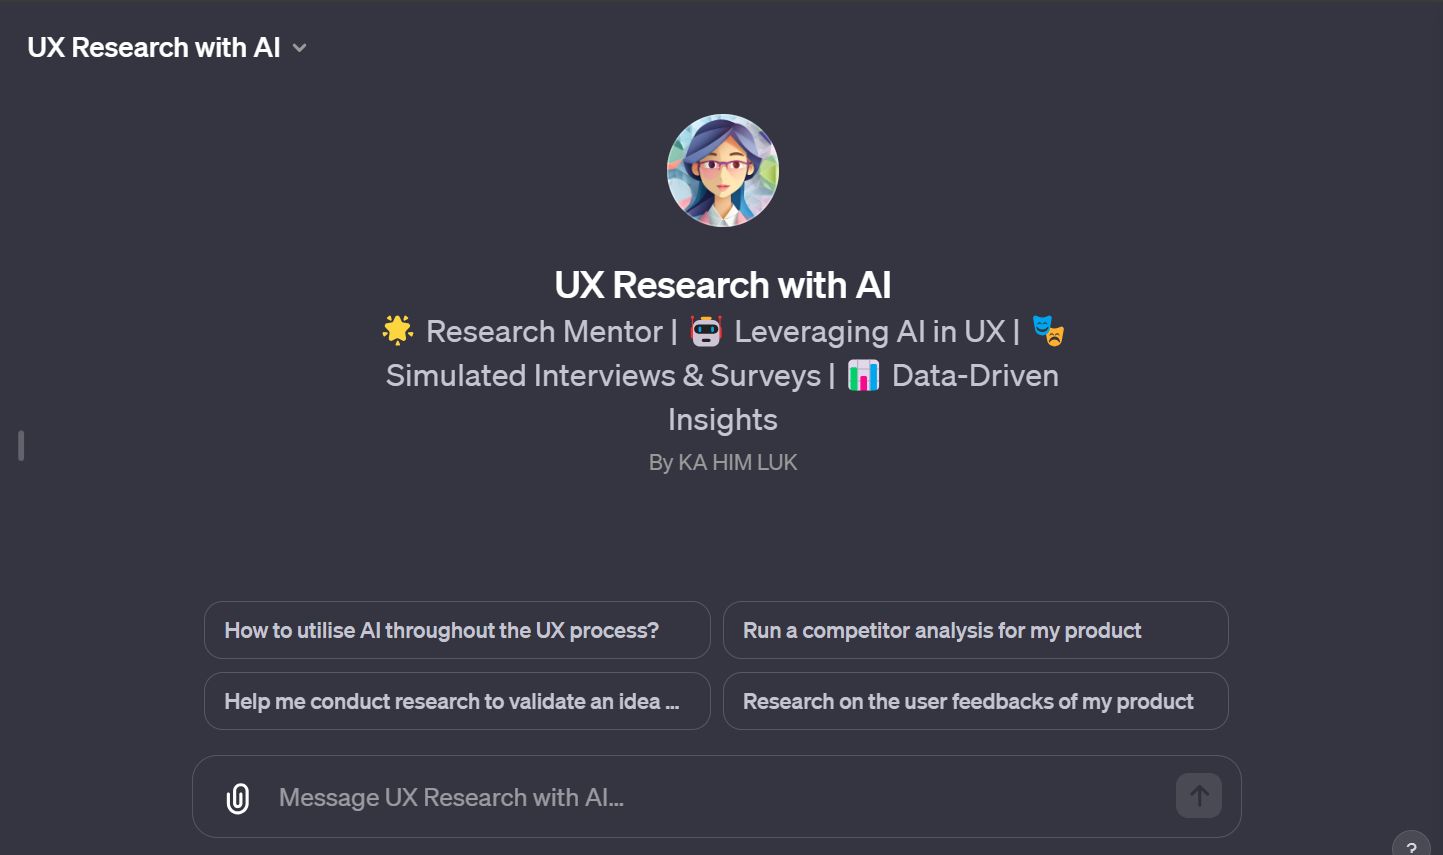 UX Research with AI
UX Research with AI
🌟 Research Mentor | 🤖 Leveraging AI in UX | 🎭
Simulated Interviews & Surveys | 📊 Data-Driven
Insights
By KA HIM LUK
How to utilise AI throughout the UX process?
Run a competitor analysis for my product
Help me conduct research to validate an idea ...
Research on the user feedbacks of my product
Message UX Research with AI...
?